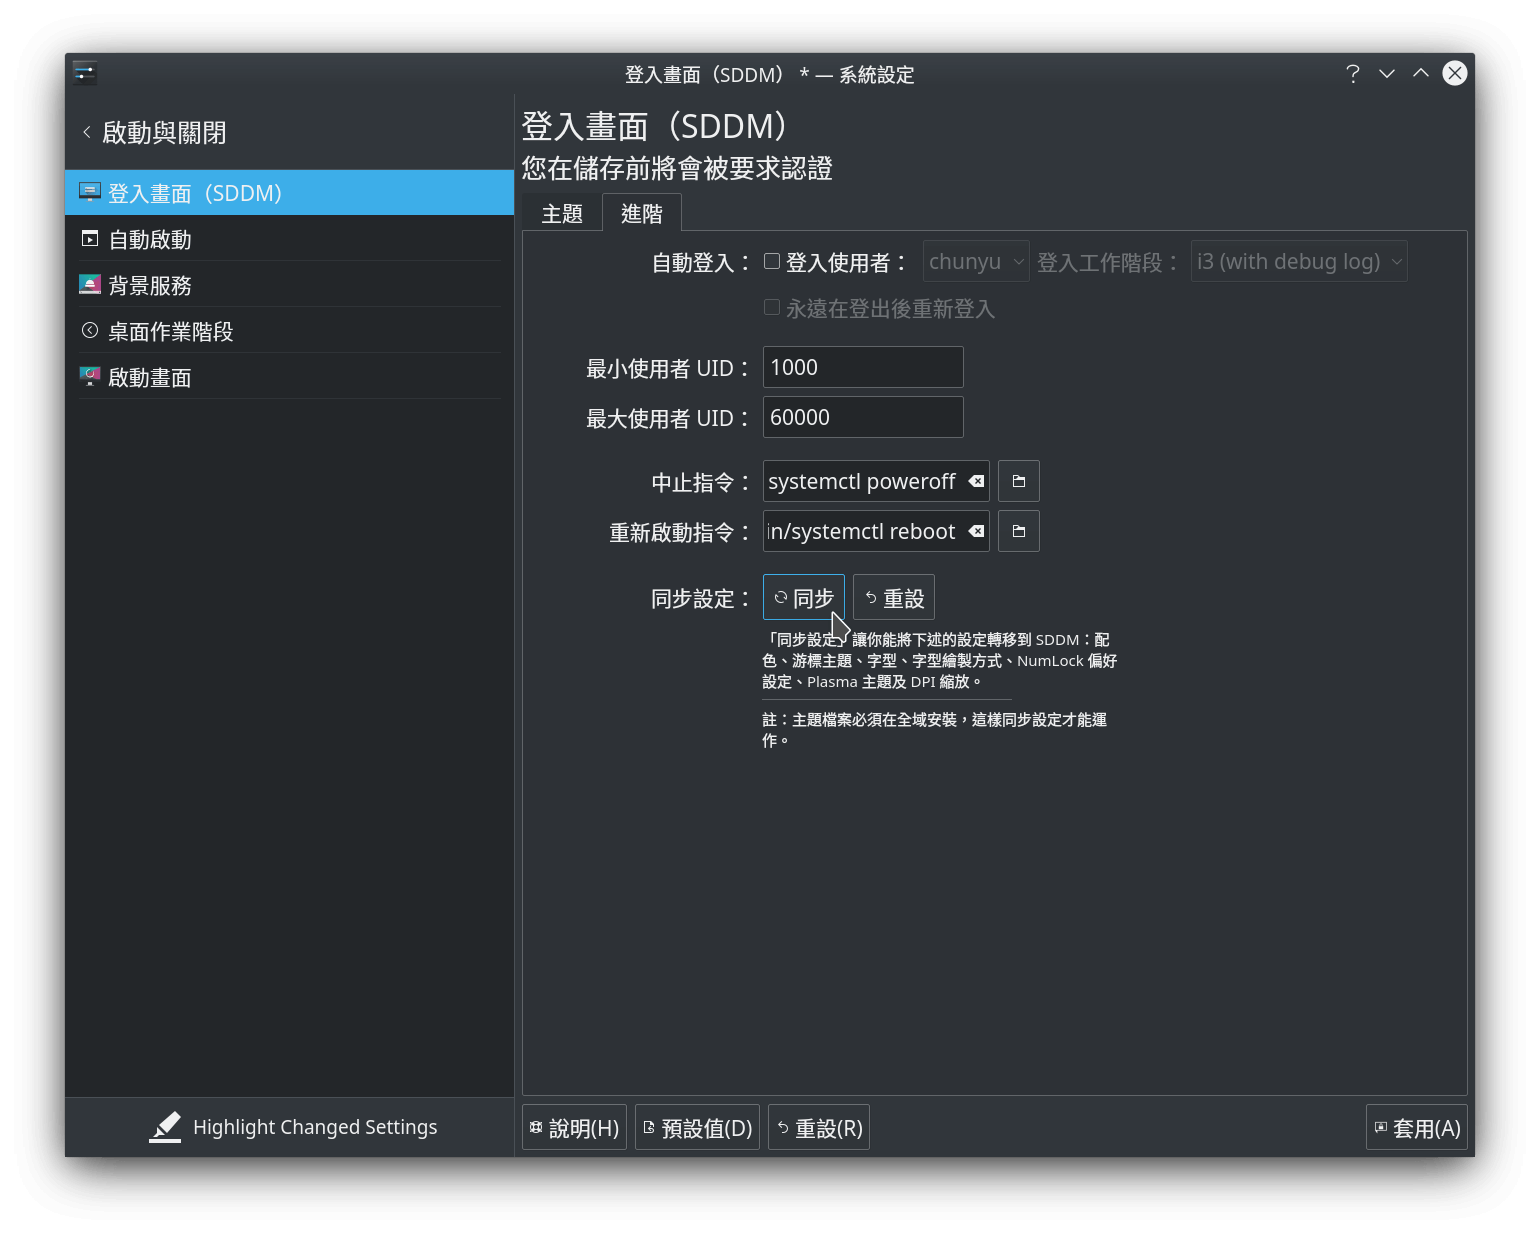 登入畫面（SDDM） * — 系統設定
啟動與關閉
登入畫面（SDDM）
自動啟動
背景服務
桌面作業階段
啟動畫面
Highlight Changed Settings
登入畫面（SDDM）
您在儲存前將會被要求認證
主題
進階
自動登入： 登入使用者： chunyu 登入工作階段： i3 (with debug log)
永遠在登出後重新登入
最小使用者 UID： 1000
最大使用者 UID： 60000
中止指令： systemctl poweroff
重新啟動指令： in/systemctl reboot
同步設定： 同步 重設
「同步設定」讓你能將下述的設定轉移到 SDDM：配
色、游標主題、字型、字型繪製方式、NumLock 偏好
設定、Plasma 主題及 DPI 縮放。
註：主題檔案必須在全域安裝，這樣同步設定才能運
作。
說明(H) 預設值(D) 重設(R) 套用(A)